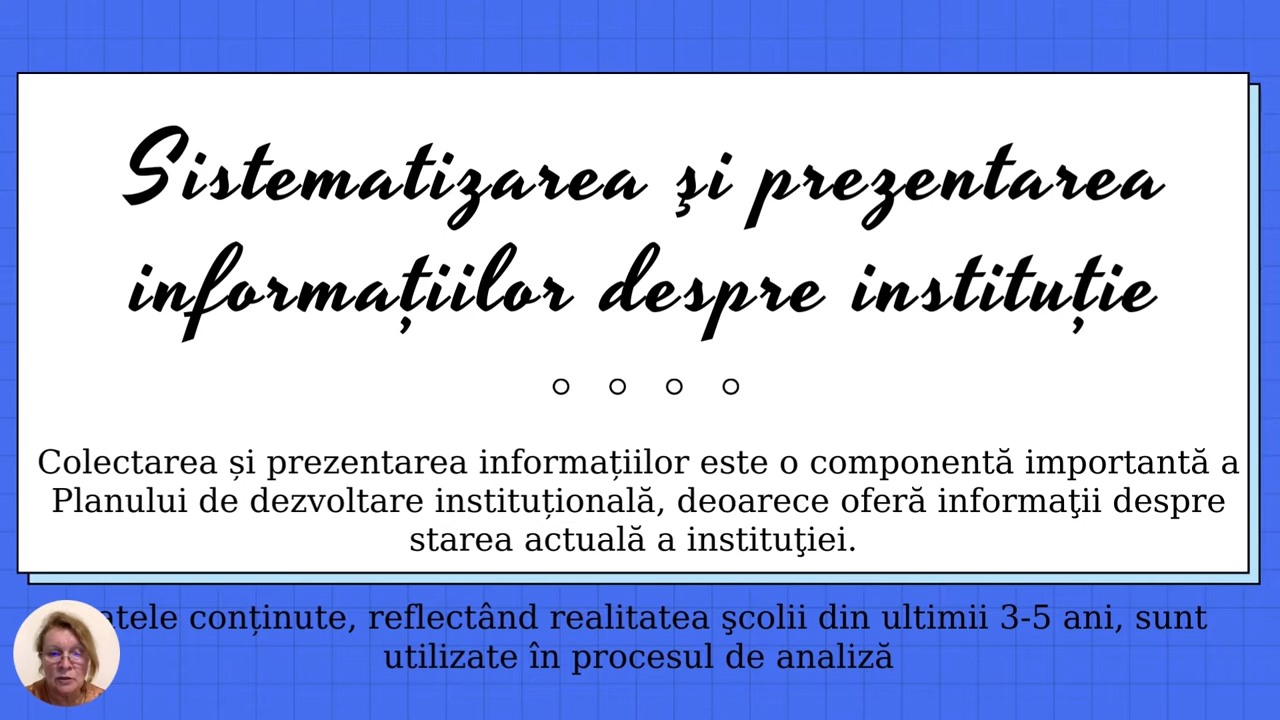 Sistematizarea şi prezentarea
informațiilor despre instituție
Colectarea și prezentarea informațiilor este o componentă importantă a
Planului de dezvoltare instituțională, deoarece oferă informaţii despre
starea actuală a instituţiei.
conținute, reflectând realitatea şcolii din ultimii 3-5 ani, sunt
utilizate în procesul de analiză